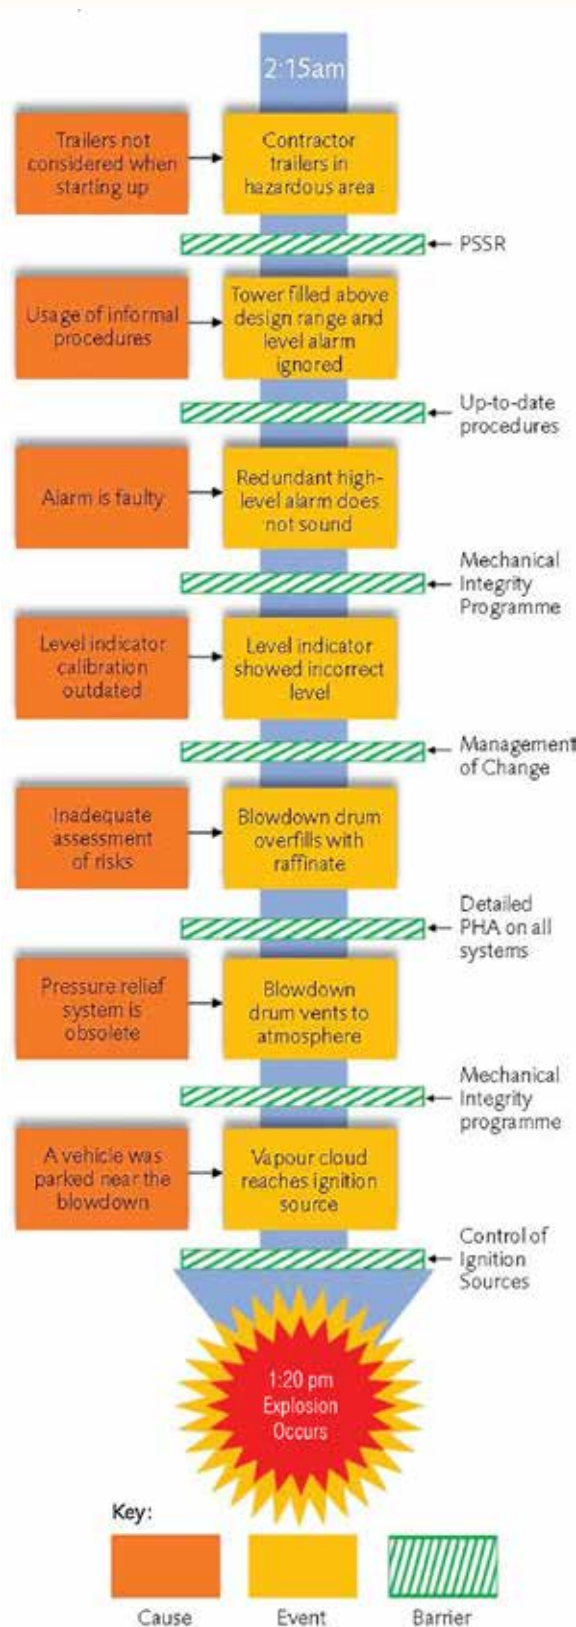 2:15am
Trailers not
considered when
starting up
Contractor
trailers in
hazardous area
PSSR
Usage of informal
procedures
Tower filled above
design range and
level alarm
ignored
Up-to-date
procedures
Alarm is faulty
Redundant high-
level alarm does
not sound
Mechanical
Integrity
Programme
Level indicator
calibration
outdated
Level indicator
showed incorrect
level
Management
of Change
Inadequate
assessment
of risks
Blowdown drum
overfills with
raffinate
Detailed
PHA on all
systems
Pressure relief
system is
obsolete
Blowdown
drum vents to
atmosphere
Mechanical
Integrity
programme
A vehicle was
parked near the
blowdown
Vapour cloud
reaches ignition
source
Control of
Ignition
Sources
1:20 pm
Explosion
Occurs
Key:
Cause
Event
Barrier